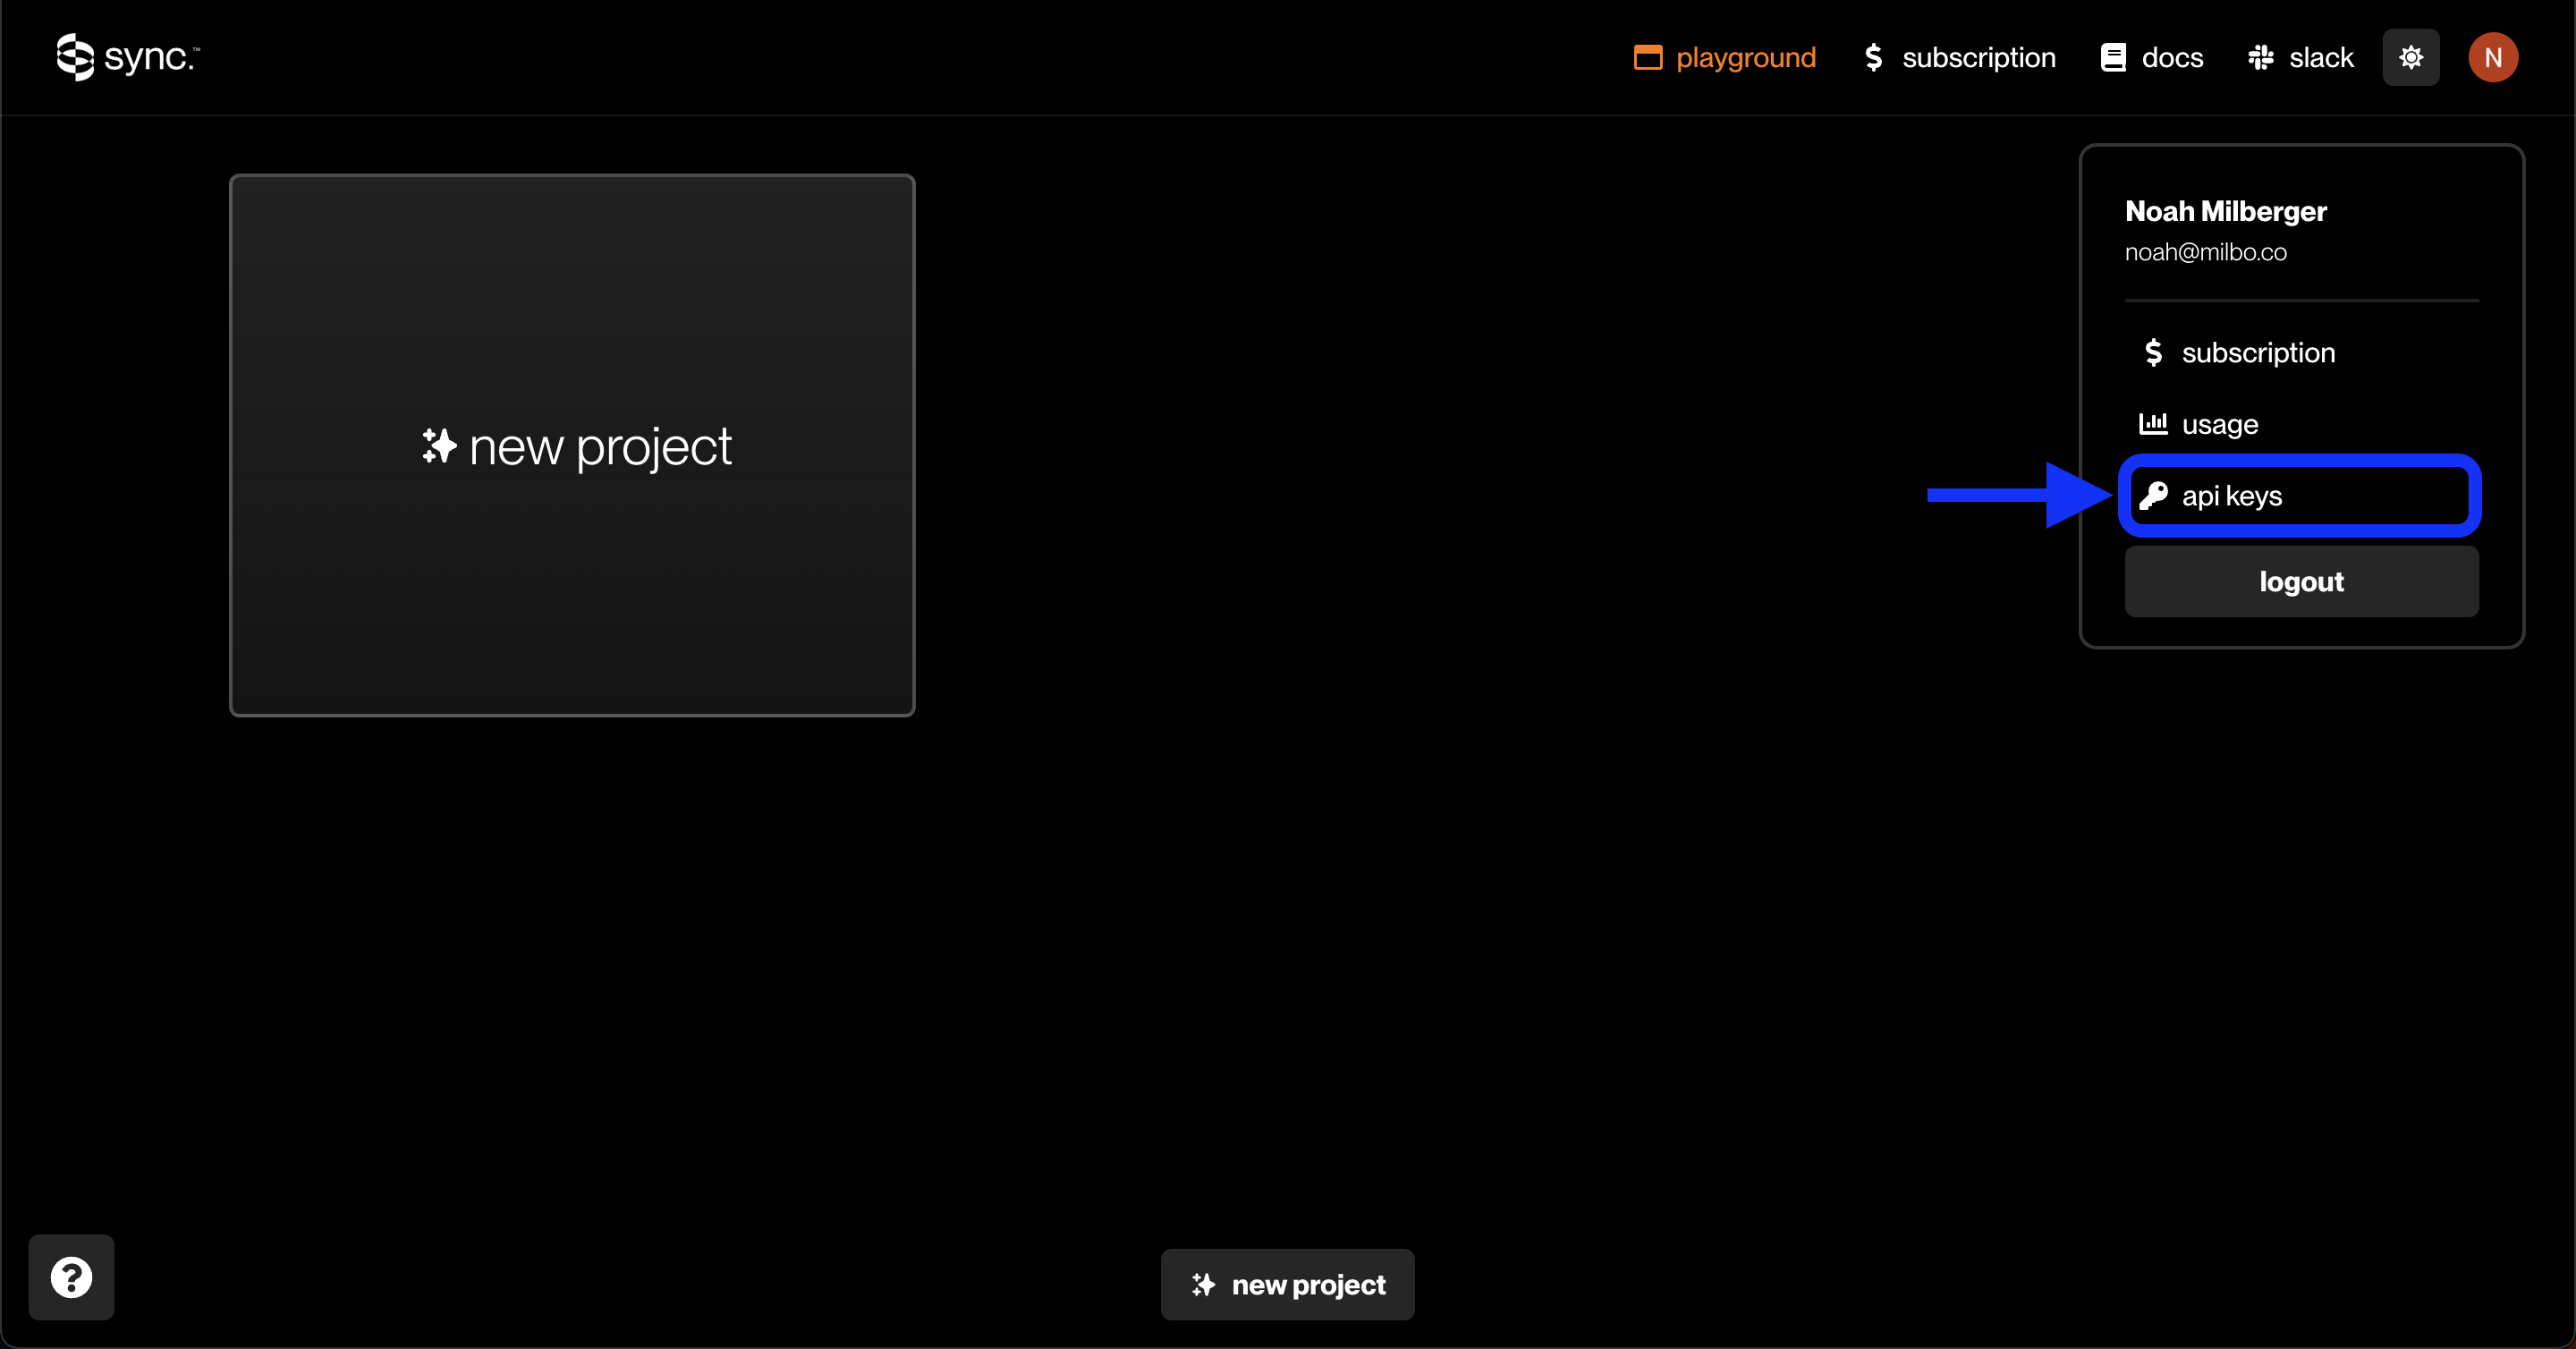 sync.™
playground
subscription
docs
slack
N
Noah Milberger
noah@milbo.co
subscription
usage
api keys
logout
new project
new project